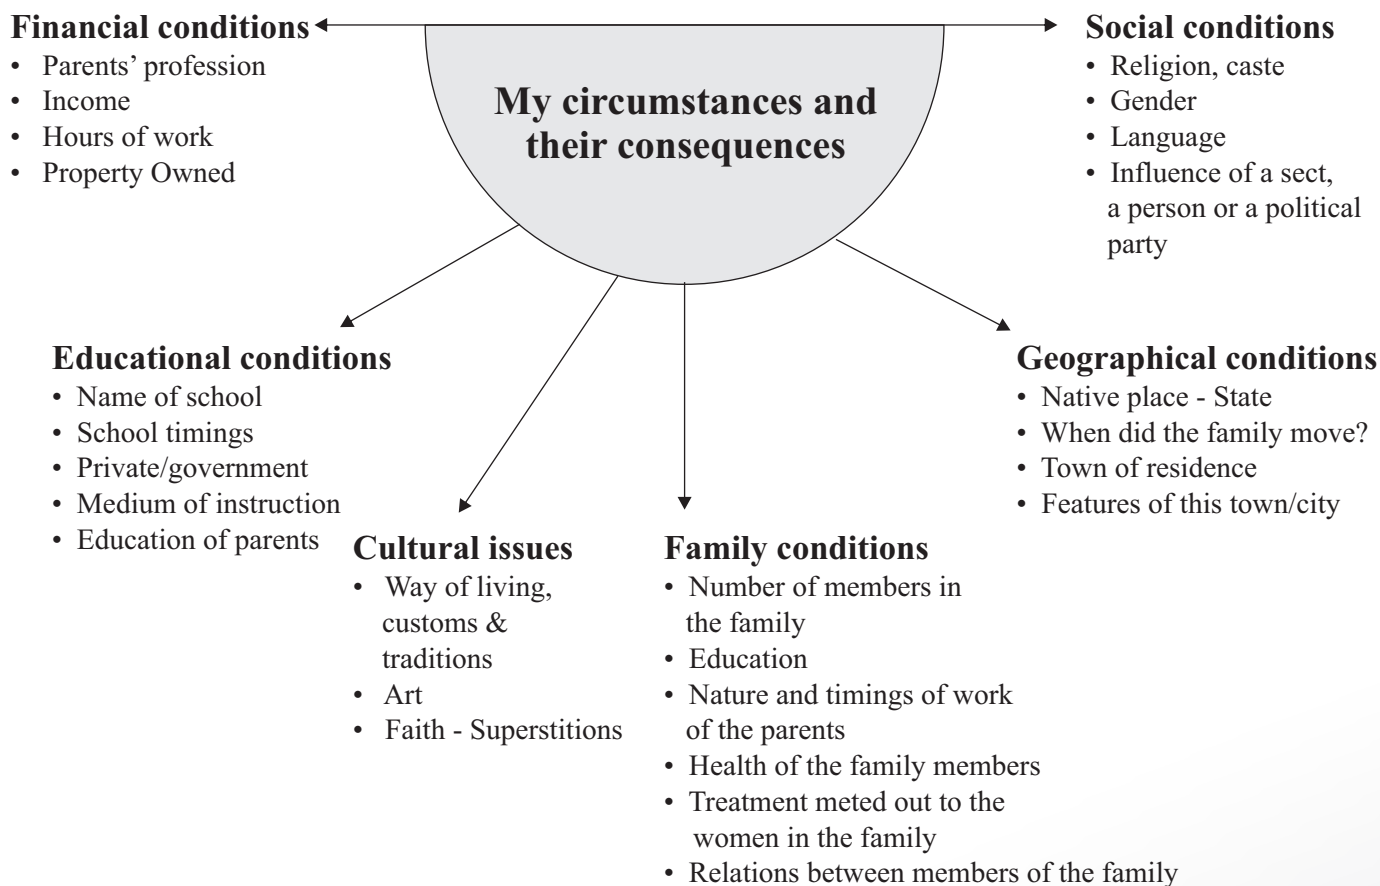 Financial conditions
• Parents' profession
• Income
• Hours of work
• Property Owned
My circumstances and
their consequences
Social conditions
• Religion, caste
• Gender
• Language
• Influence of a sect,
a person or a political
party
Educational conditions
• Name of school
• School timings
• Private/government
• Medium of instruction
• Education of parents
Cultural issues
• Way of living,
customs &
traditions
• Art
• Faith - Superstitions
Family conditions
• Number of members in
the family
• Education
• Nature and timings of work
of the parents
• Health of the family members
• Treatment meted out to the
women in the family
• Relations between members of the family
Geographical conditions
• Native place - State
• When did the family move?
• Town of residence
• Features of this town/city